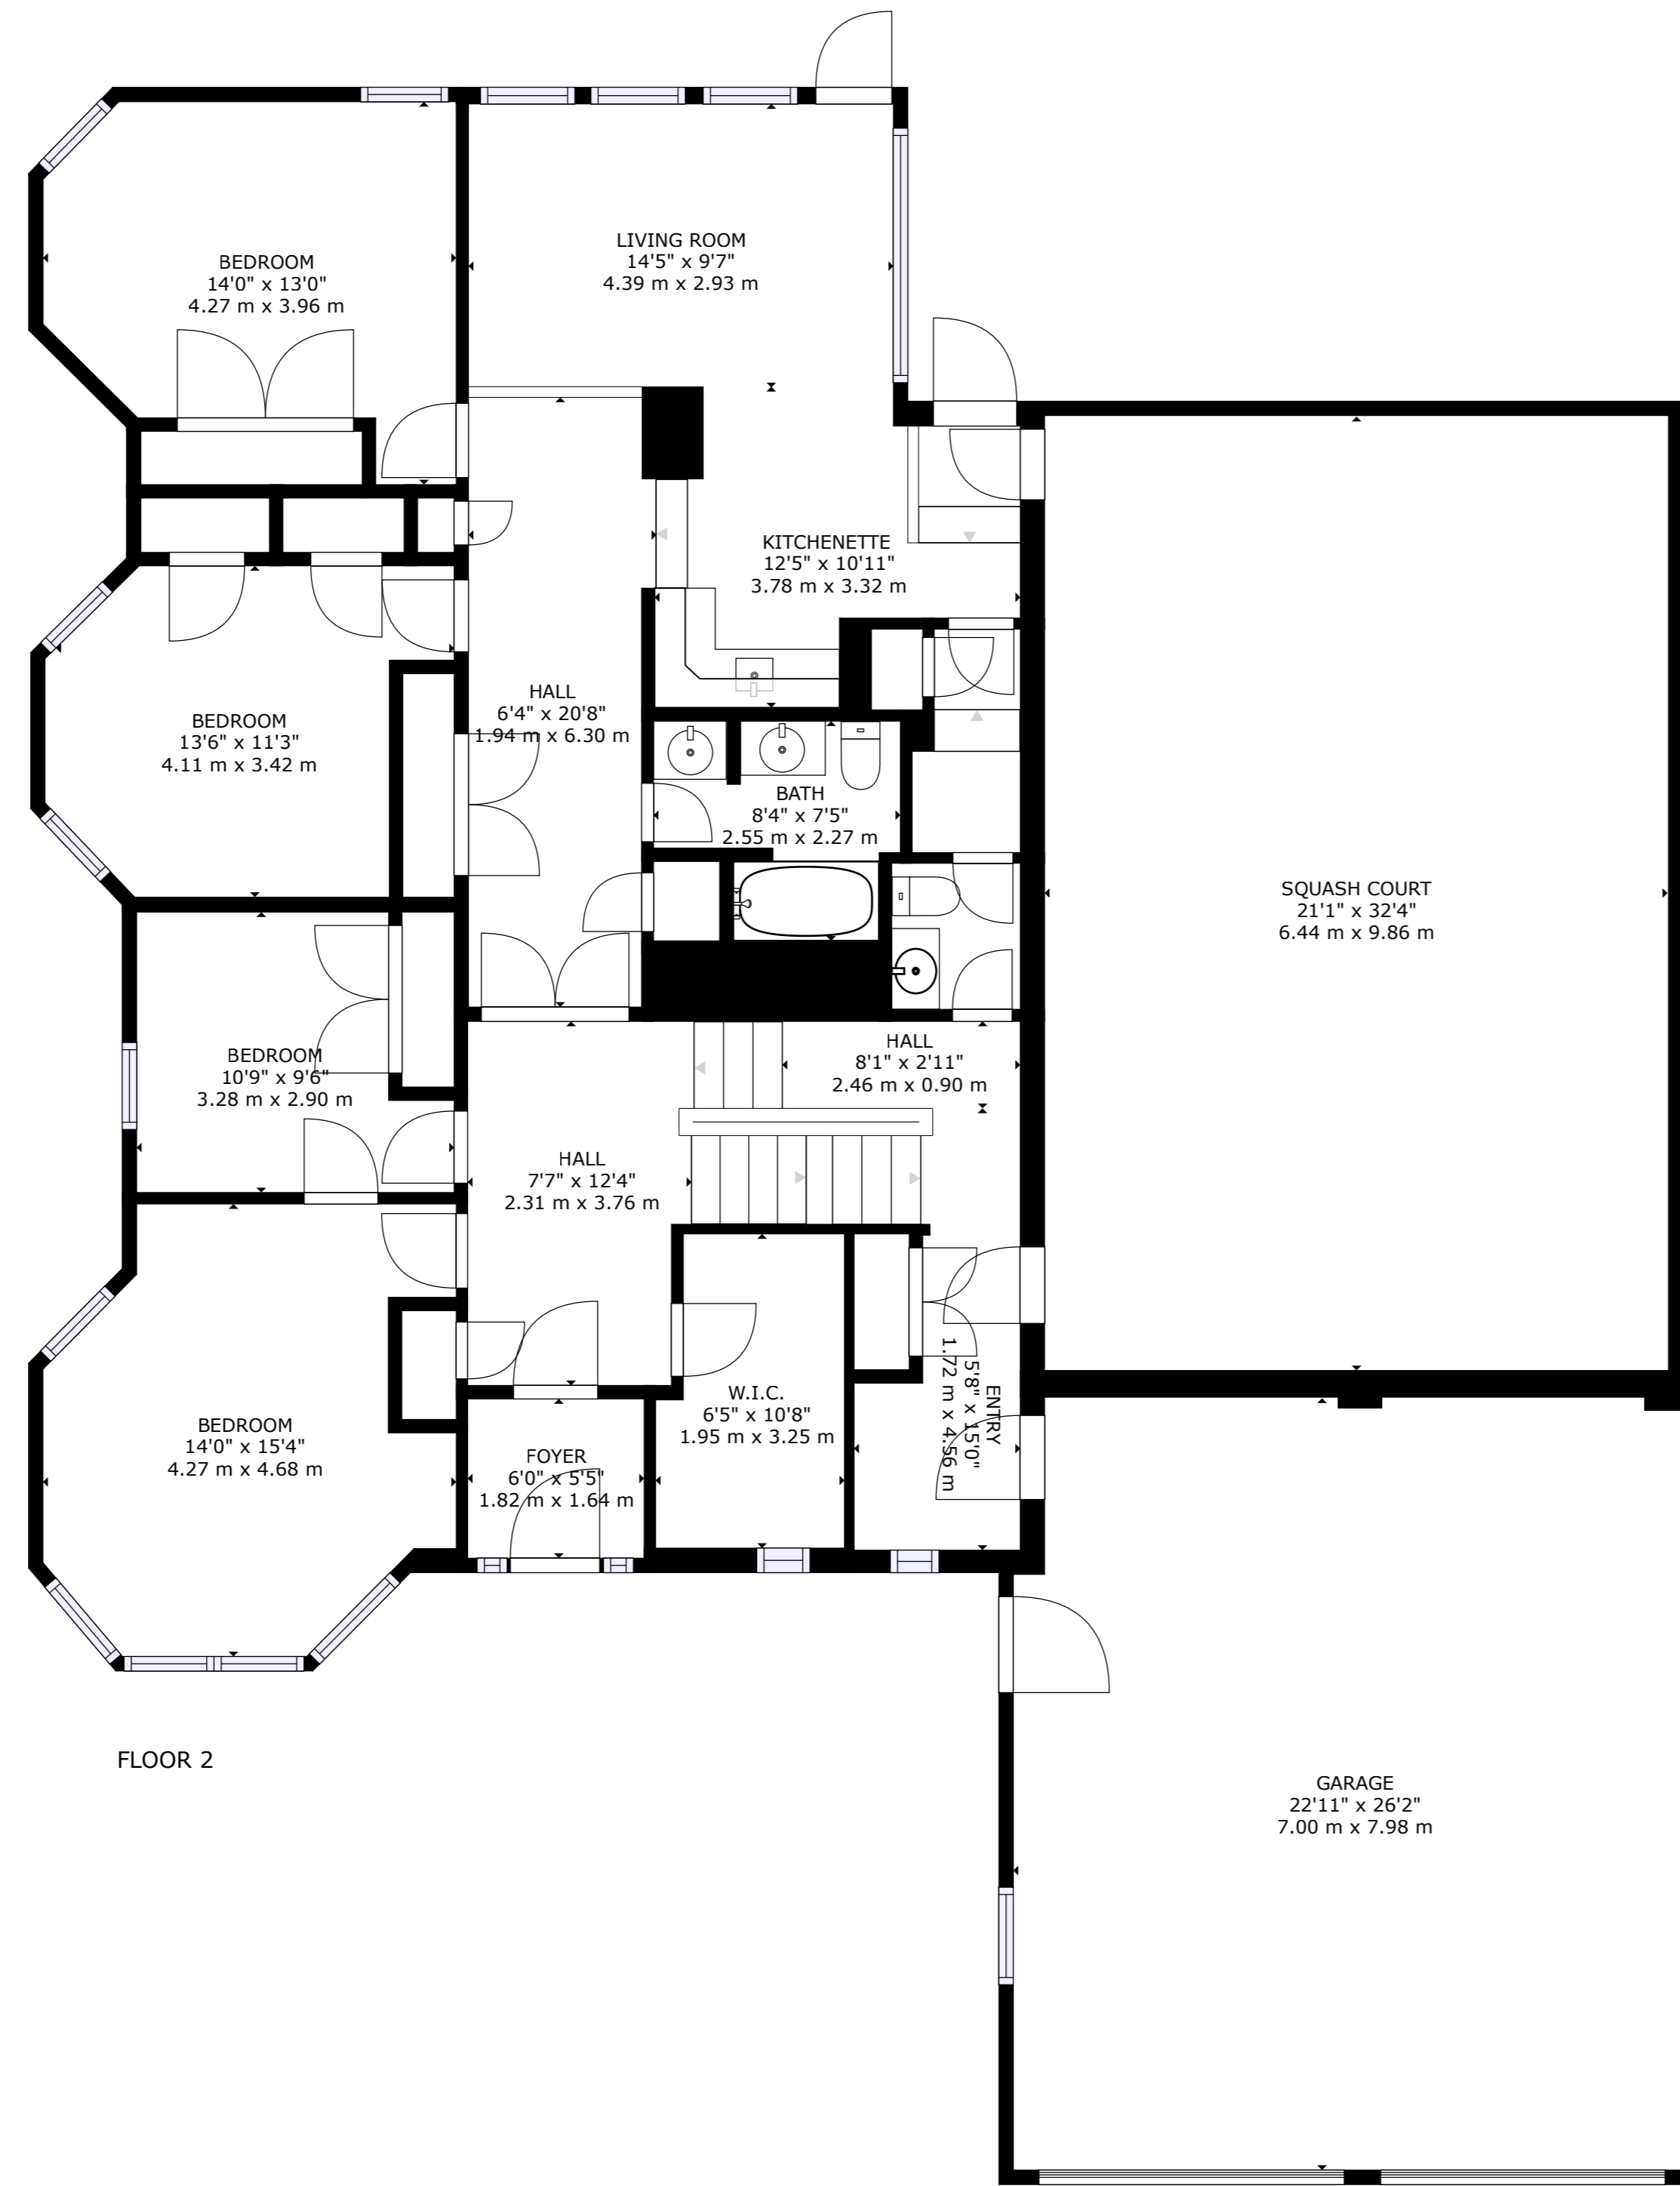 LIVING ROOM
14'5" x 9'7"
4.39 m x 2.93 m
BEDROOM
14'0" x 13'0"
4.27 m x 3.96 m
KITCHENETTE
12'5" x 10'11"
3.78 m x 3.32 m
HALL
6'4" x 20'8"
1.94 m x 6.30 m
BEDROOM
13'6" x 11'3"
4.11 m x 3.42 m
BATH
8'4" x 7'5"
2.55 m x 2.27 m
SQUASH COURT
21'1" x 32'4"
6.44 m x 9.86 m
HALL
8'1" x 2'11"
2.46 m x 0.90 m
BEDROOM
10'9" x 9'6"
3.28 m x 2.90 m
HALL
7'7" x 12'4"
2.31 m x 3.76 m
ENTRY
5'8" x 15'0"
1.72 m x 4.56 m
W.I.C.
6'5" x 10'8"
1.95 m x 3.25 m
BEDROOM
14'0" x 15'4"
4.27 m x 4.68 m
FOYER
6'0" x 5'5"
1.82 m x 1.64 m
FLOOR 2
GARAGE
22'11" x 26'2"
7.00 m x 7.98 m